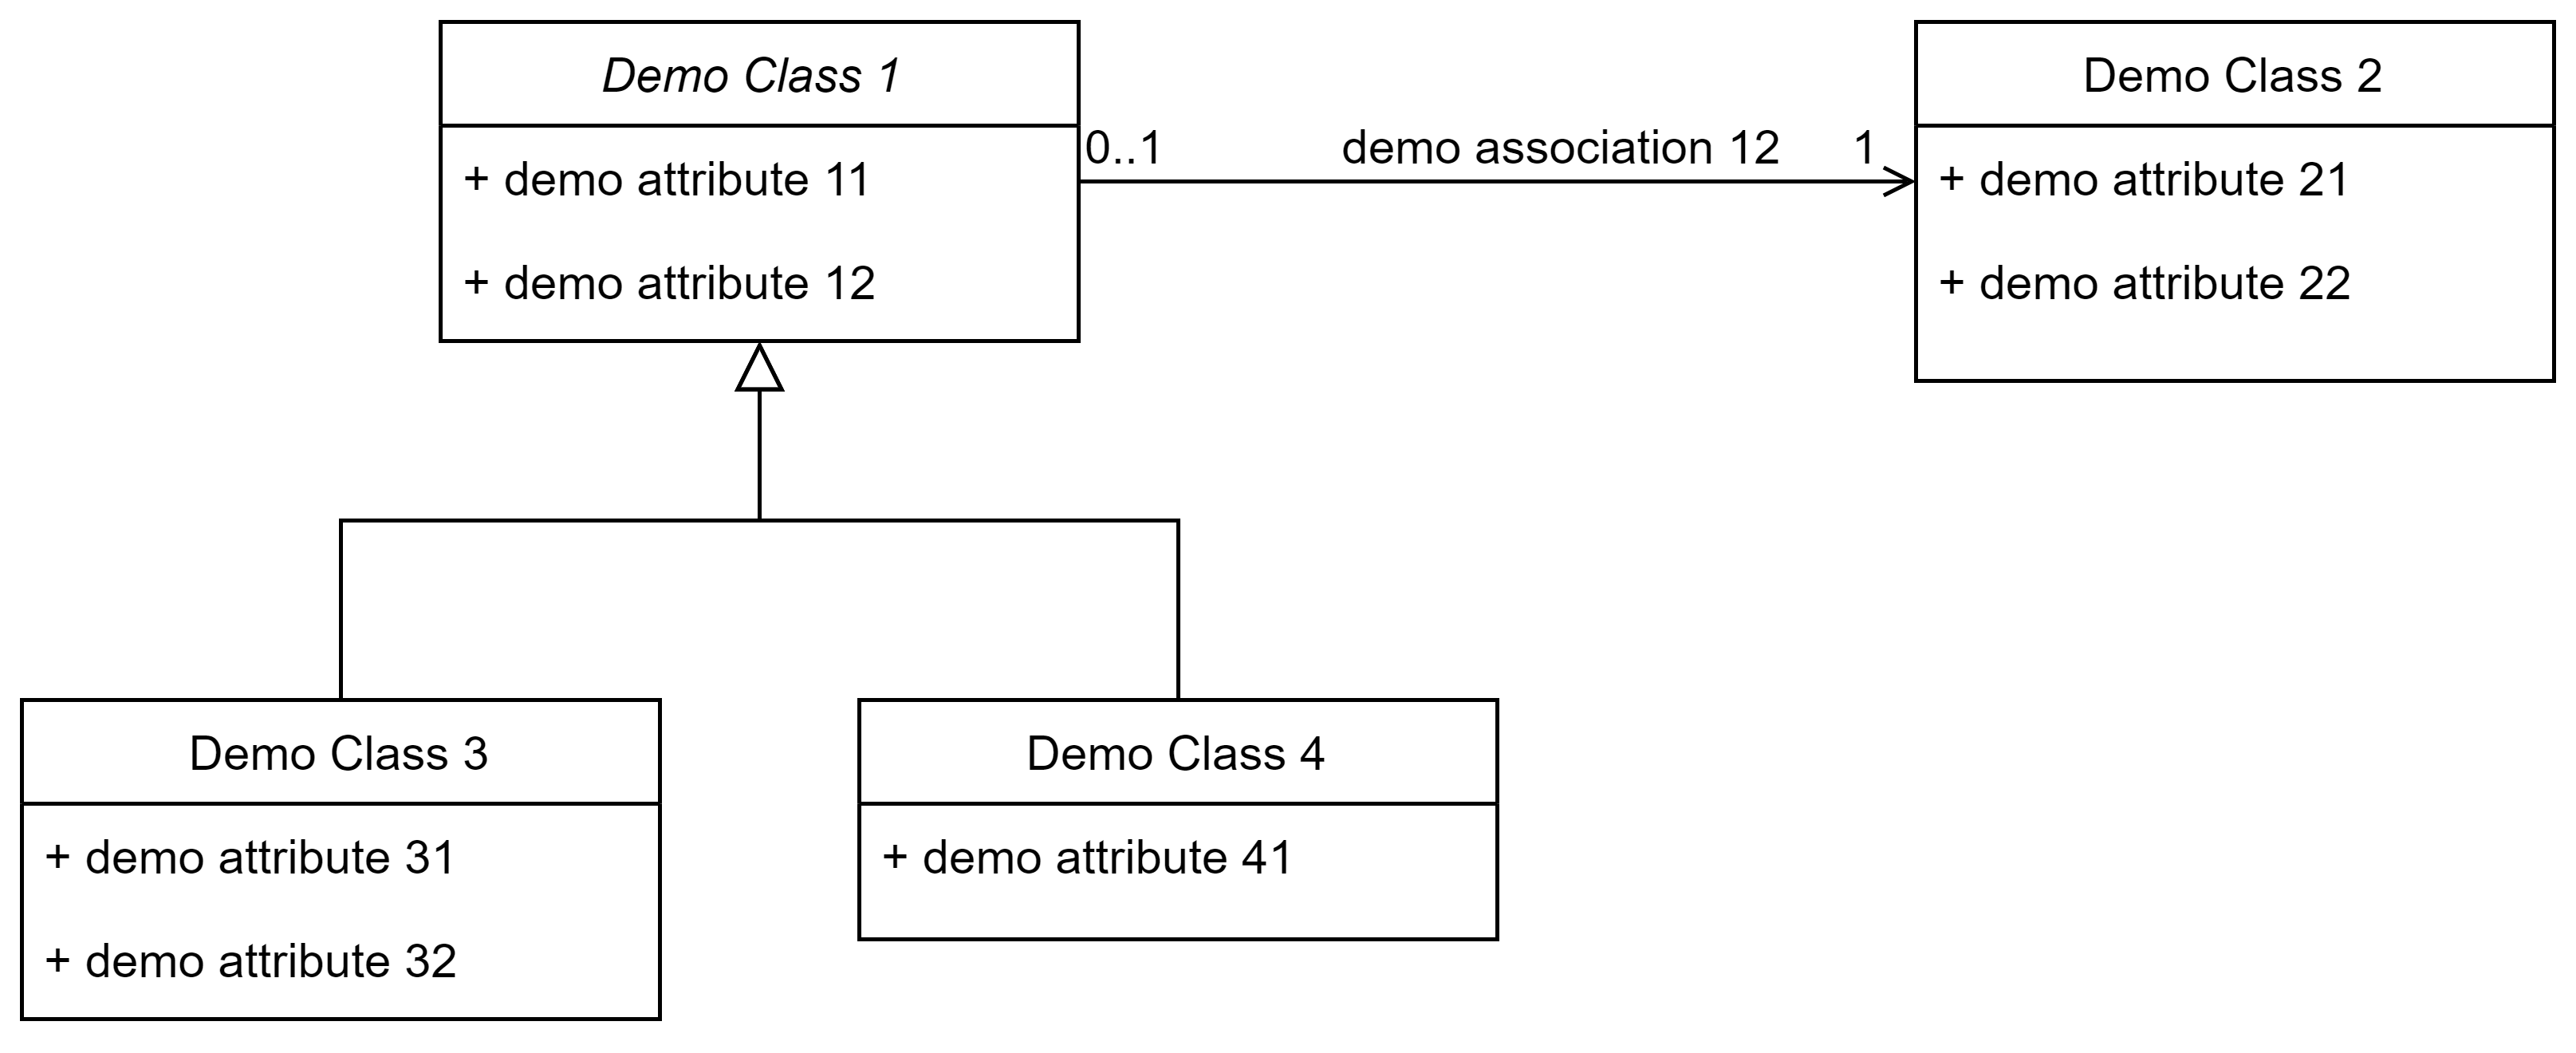 Demo Class 1
+ demo attribute 11
+ demo attribute 12
0..1
demo association 12
1
Demo Class 2
+ demo attribute 21
+ demo attribute 22
Demo Class 3
+ demo attribute 31
+ demo attribute 32
Demo Class 4
+ demo attribute 41